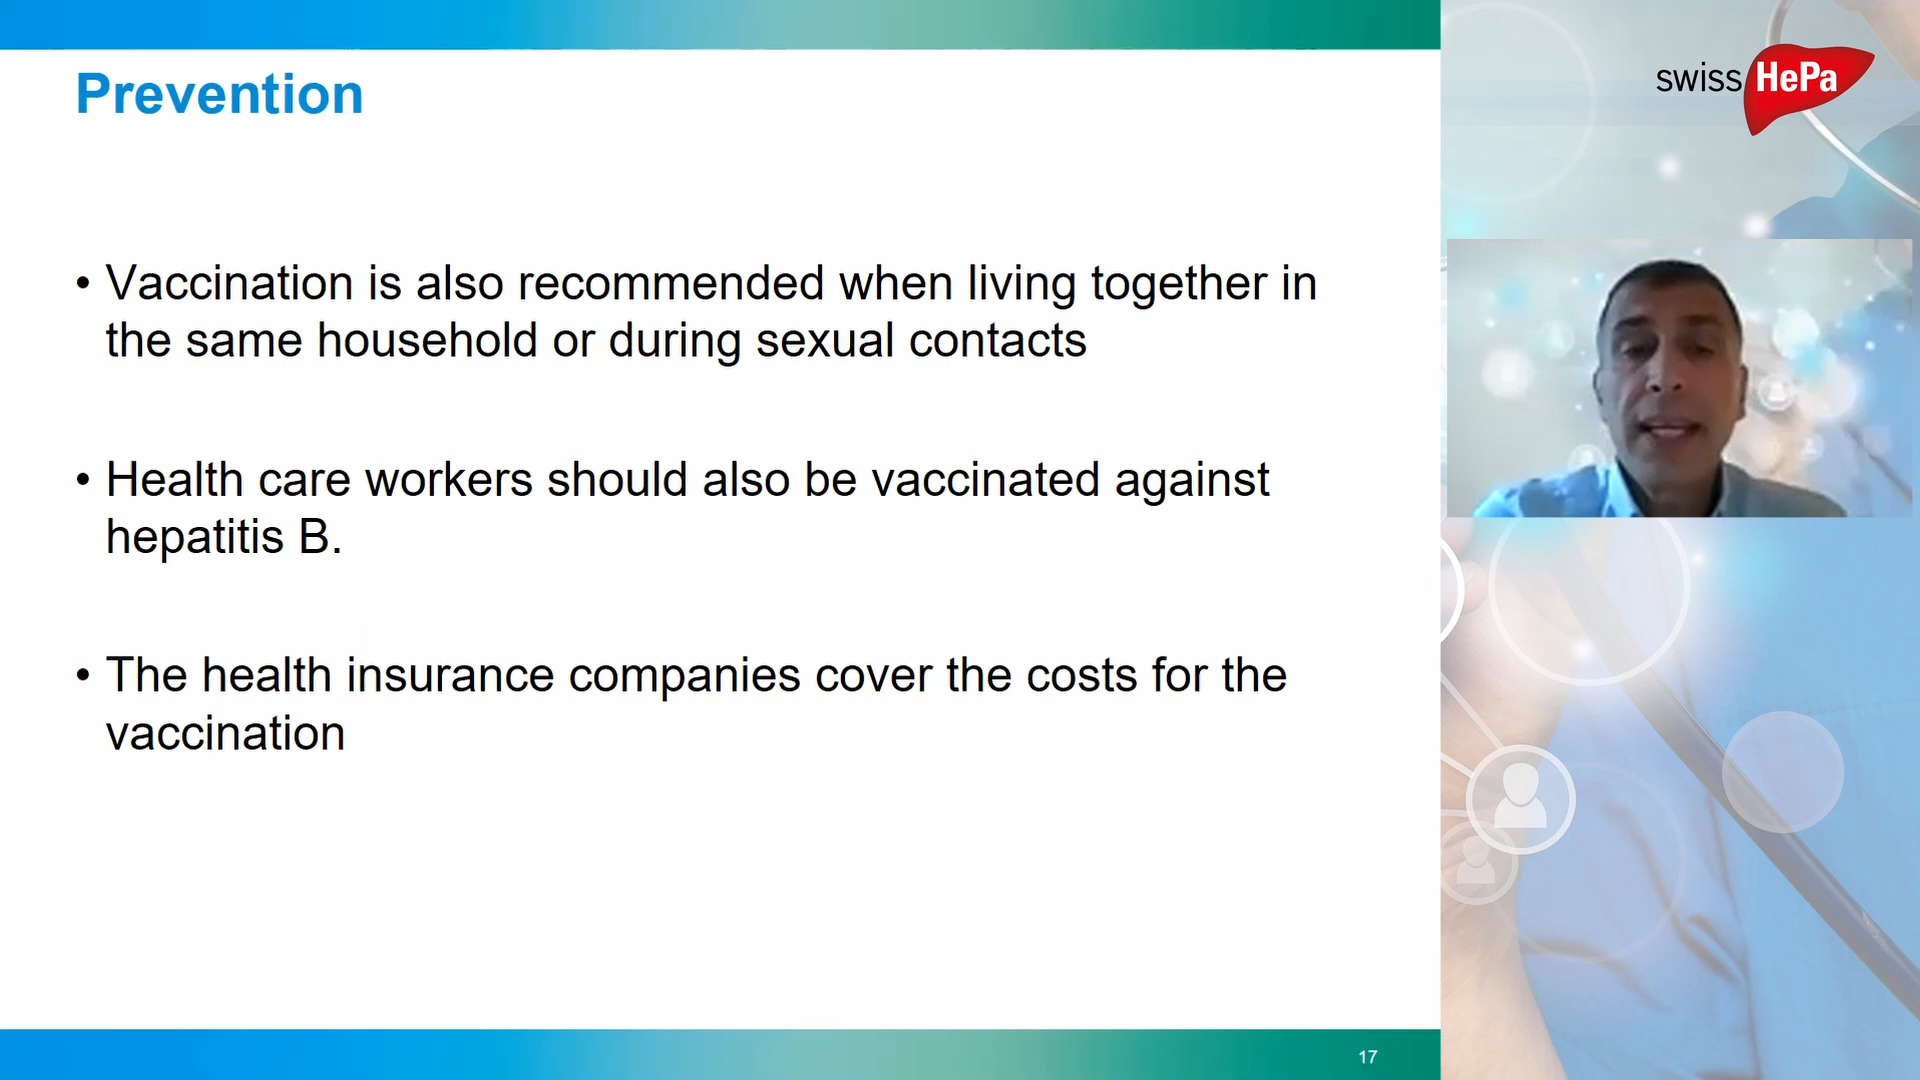 Prevention
swiss HePa
• Vaccination is also recommended when living together in
the same household or during sexual contacts
• Health care workers should also be vaccinated against
hepatitis B.
• The health insurance companies cover the costs for the
vaccination
17